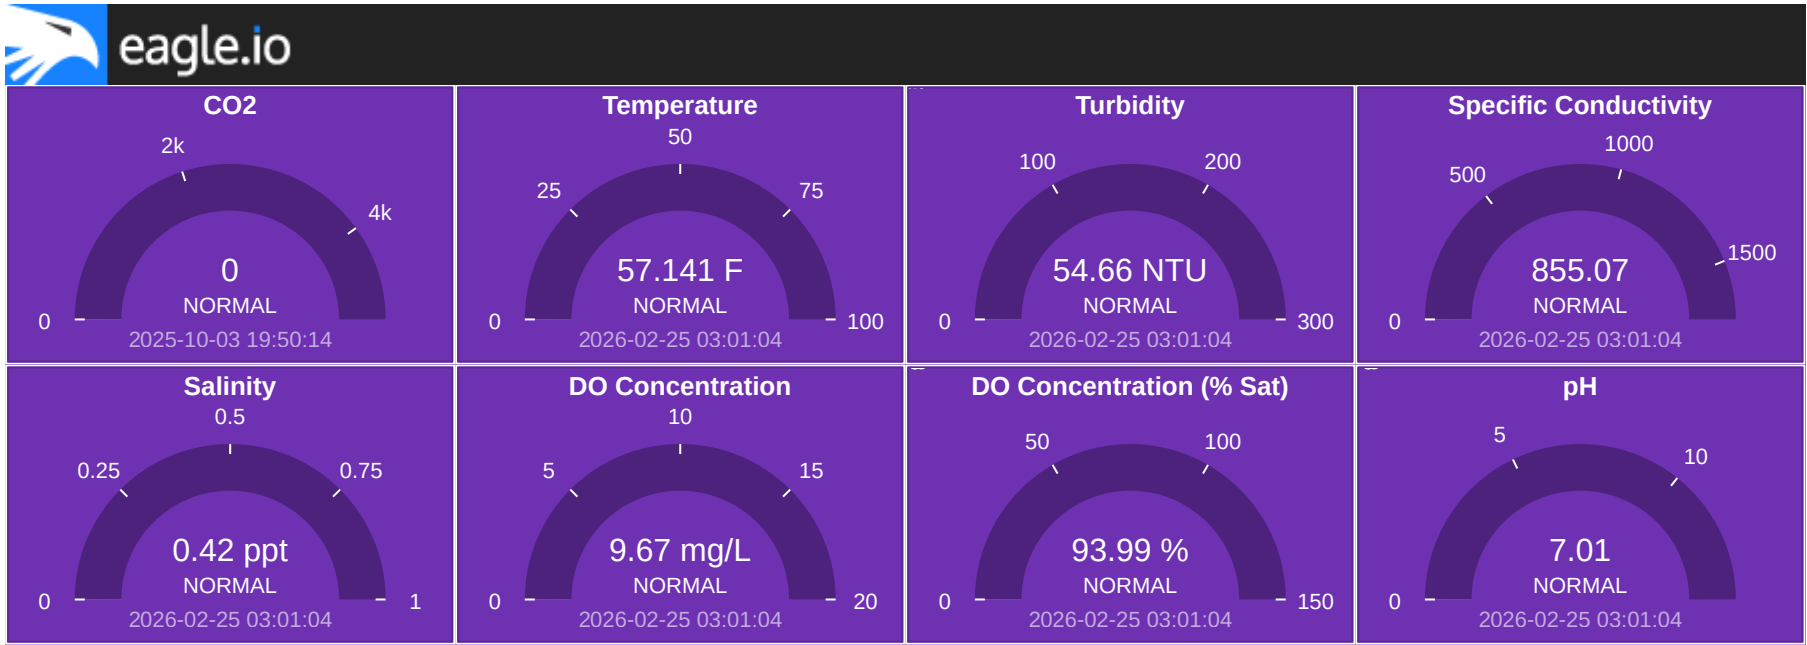 eagle.io
CO2
2k
4k
0
0
NORMAL
2025-10-03 19:50:14
Temperature
50
25
75
57.141 F
NORMAL
0
100
2026-02-25 03:01:04
Turbidity
100
200
54.66 NTU
NORMAL
0
300
2026-02-25 03:01:04
Specific Conductivity
1000
500
1500
855.07
NORMAL
0
2026-02-25 03:01:04
Salinity
0.5
0.25
0.75
0.42 ppt
NORMAL
0
1
2026-02-25 03:01:04
DO Concentration
10
5
15
9.67 mg/L
NORMAL
0
20
2026-02-25 03:01:04
DO Concentration (% Sat)
50
100
93.99 %
NORMAL
0
150
2026-02-25 03:01:04
pH
5
10
7.01
NORMAL
0
2026-02-25 03:01:04